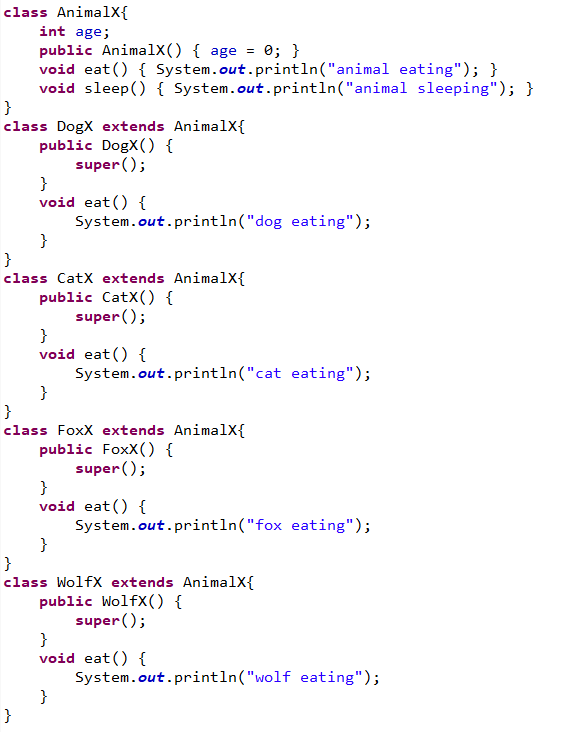 class AnimalX{
    int age;
    public AnimalX() { age = 0; }
    void eat() { System.out.println("animal eating"); }
    void sleep() { System.out.println("animal sleeping"); }
}
class DogX extends AnimalX{
    public DogX() {
        super();
    }
    void eat() {
        System.out.println("dog eating");
    }
}
class CatX extends AnimalX{
    public CatX() {
        super();
    }
    void eat() {
        System.out.println("cat eating");
    }
}
class FoxX extends AnimalX{
    public FoxX() {
        super();
    }
    void eat() {
        System.out.println("fox eating");
    }
}
class WolfX extends AnimalX{
    public WolfX() {
        super();
    }
    void eat() {
        System.out.println("wolf eating");
    }
}